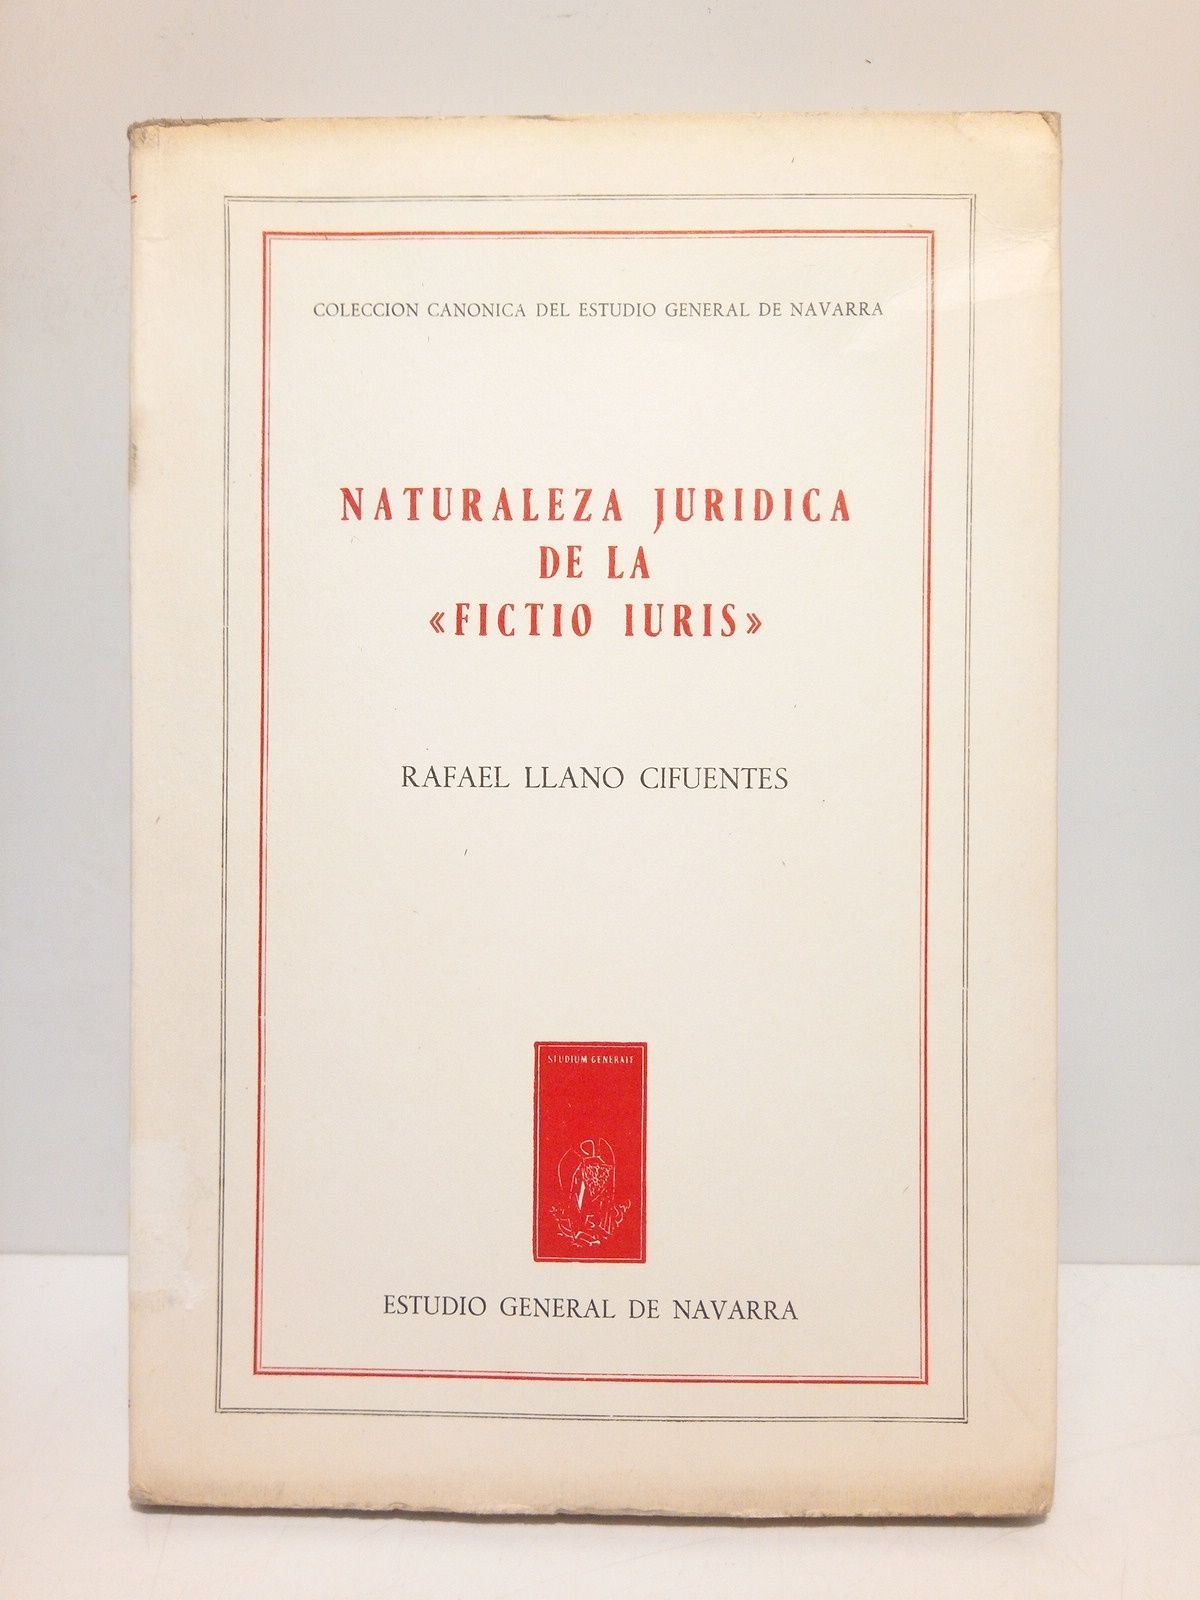 COLECCION CANONICA DEL ESTUDIO GENERAL DE NAVARRA
NATURALEZA JURIDICA
DE LA
«FICTIO IURIS»
RAFAEL LLANO CIFUENTES
STUDIUM GENERALE
ESTUDIO GENERAL DE NAVARRA